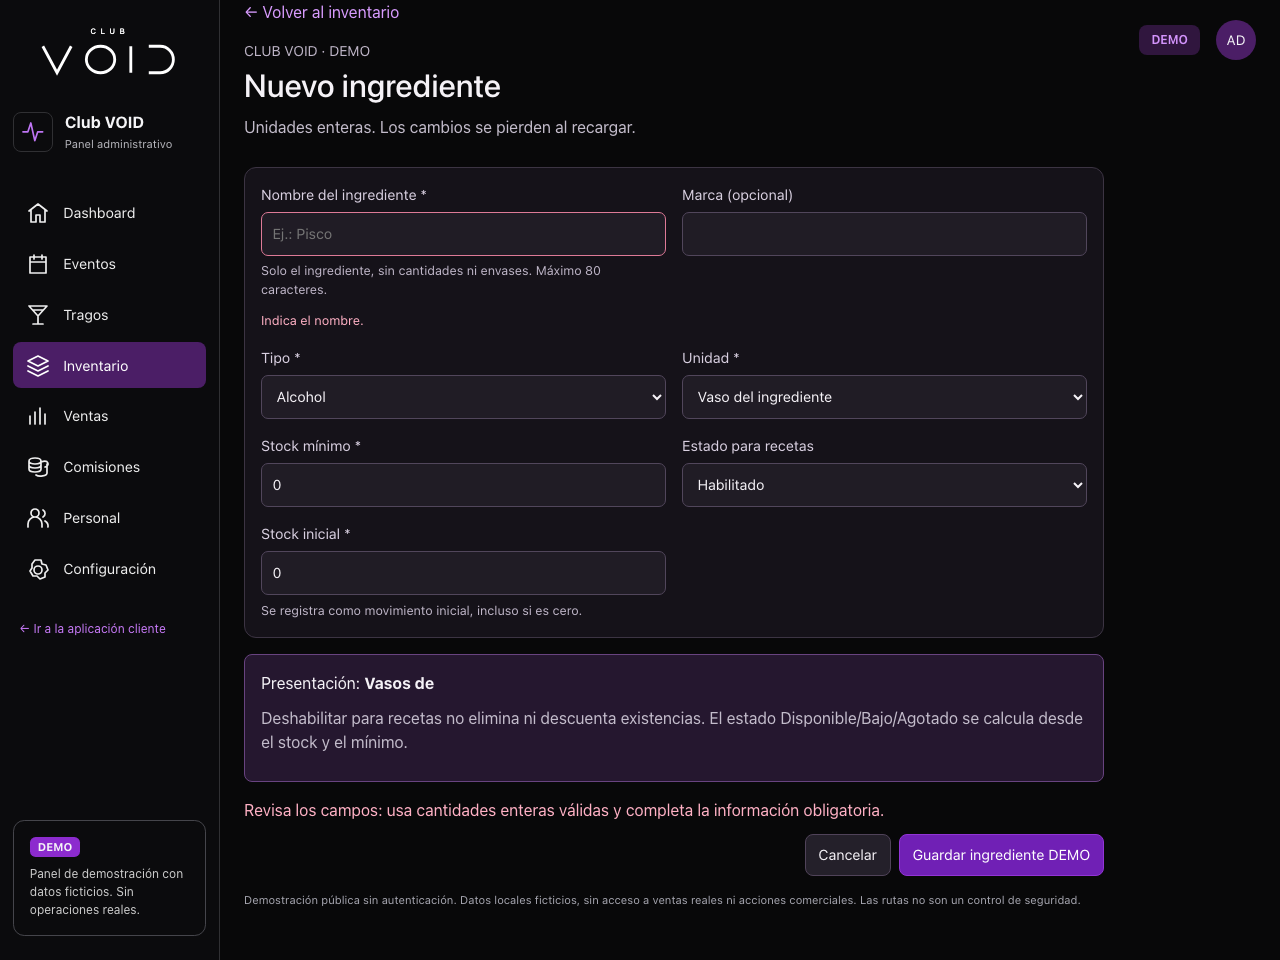 CLUB
VOID
Club VOID
Panel administrativo
Dashboard
Eventos
Tragos
Inventario
Ventas
Comisiones
Personal
Configuración
← Ir a la aplicación cliente
DEMO
Panel de demostración con
datos ficticios. Sin
operaciones reales.
← Volver al inventario
DEMO
AD
CLUB VOID · DEMO
Nuevo ingrediente
Unidades enteras. Los cambios se pierden al recargar.
Nombre del ingrediente *
Marca (opcional)
Ej.: Pisco
Solo el ingrediente, sin cantidades ni envases. Máximo 80
caracteres.
Indica el nombre.
Tipo *
Unidad *
Alcohol
Vaso del ingrediente
Stock mínimo *
Estado para recetas
0
Habilitado
Stock inicial *
0
Se registra como movimiento inicial, incluso si es cero.
Presentación: Vasos de
Deshabilitar para recetas no elimina ni descuenta existencias. El estado Disponible/Bajo/Agotado se calcula desde
el stock y el mínimo.
Revisa los campos: usa cantidades enteras válidas y completa la información obligatoria.
Cancelar
Guardar ingrediente DEMO
Demostración pública sin autenticación. Datos locales ficticios, sin acceso a ventas reales ni acciones comerciales. Las rutas no son un control de seguridad.